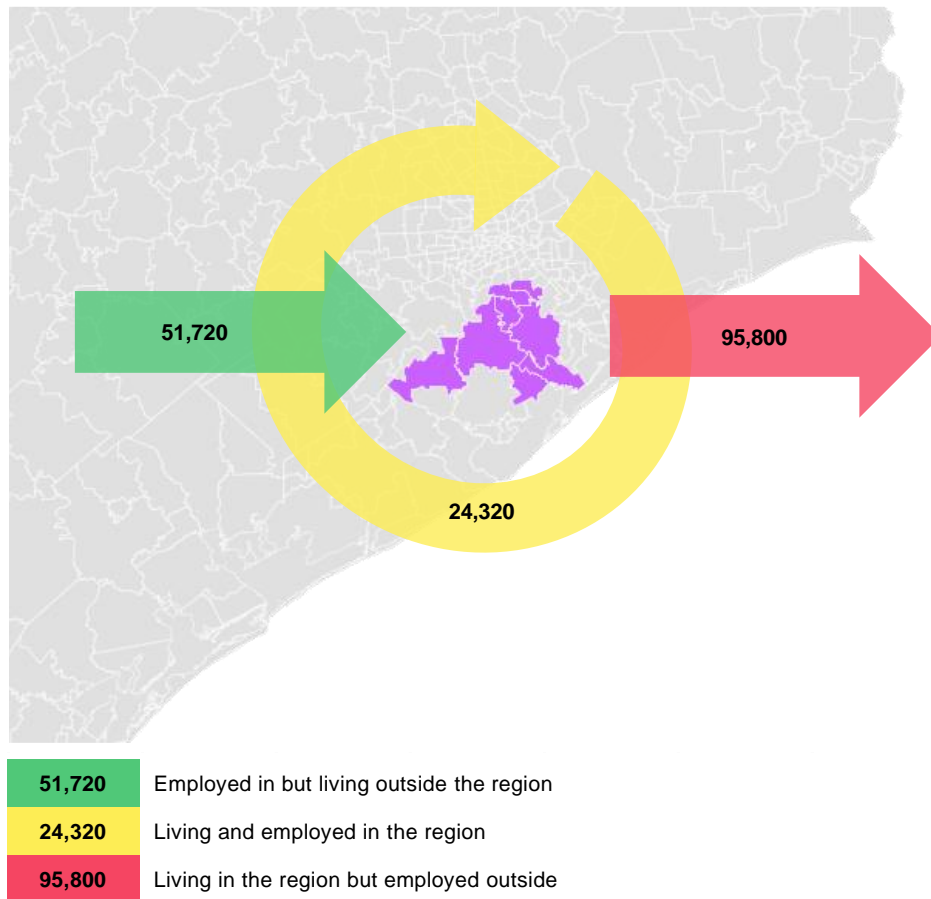 51,720
95,800
24,320
51,720 Employed in but living outside the region
24,320 Living and employed in the region
95,800 Living in the region but employed outside